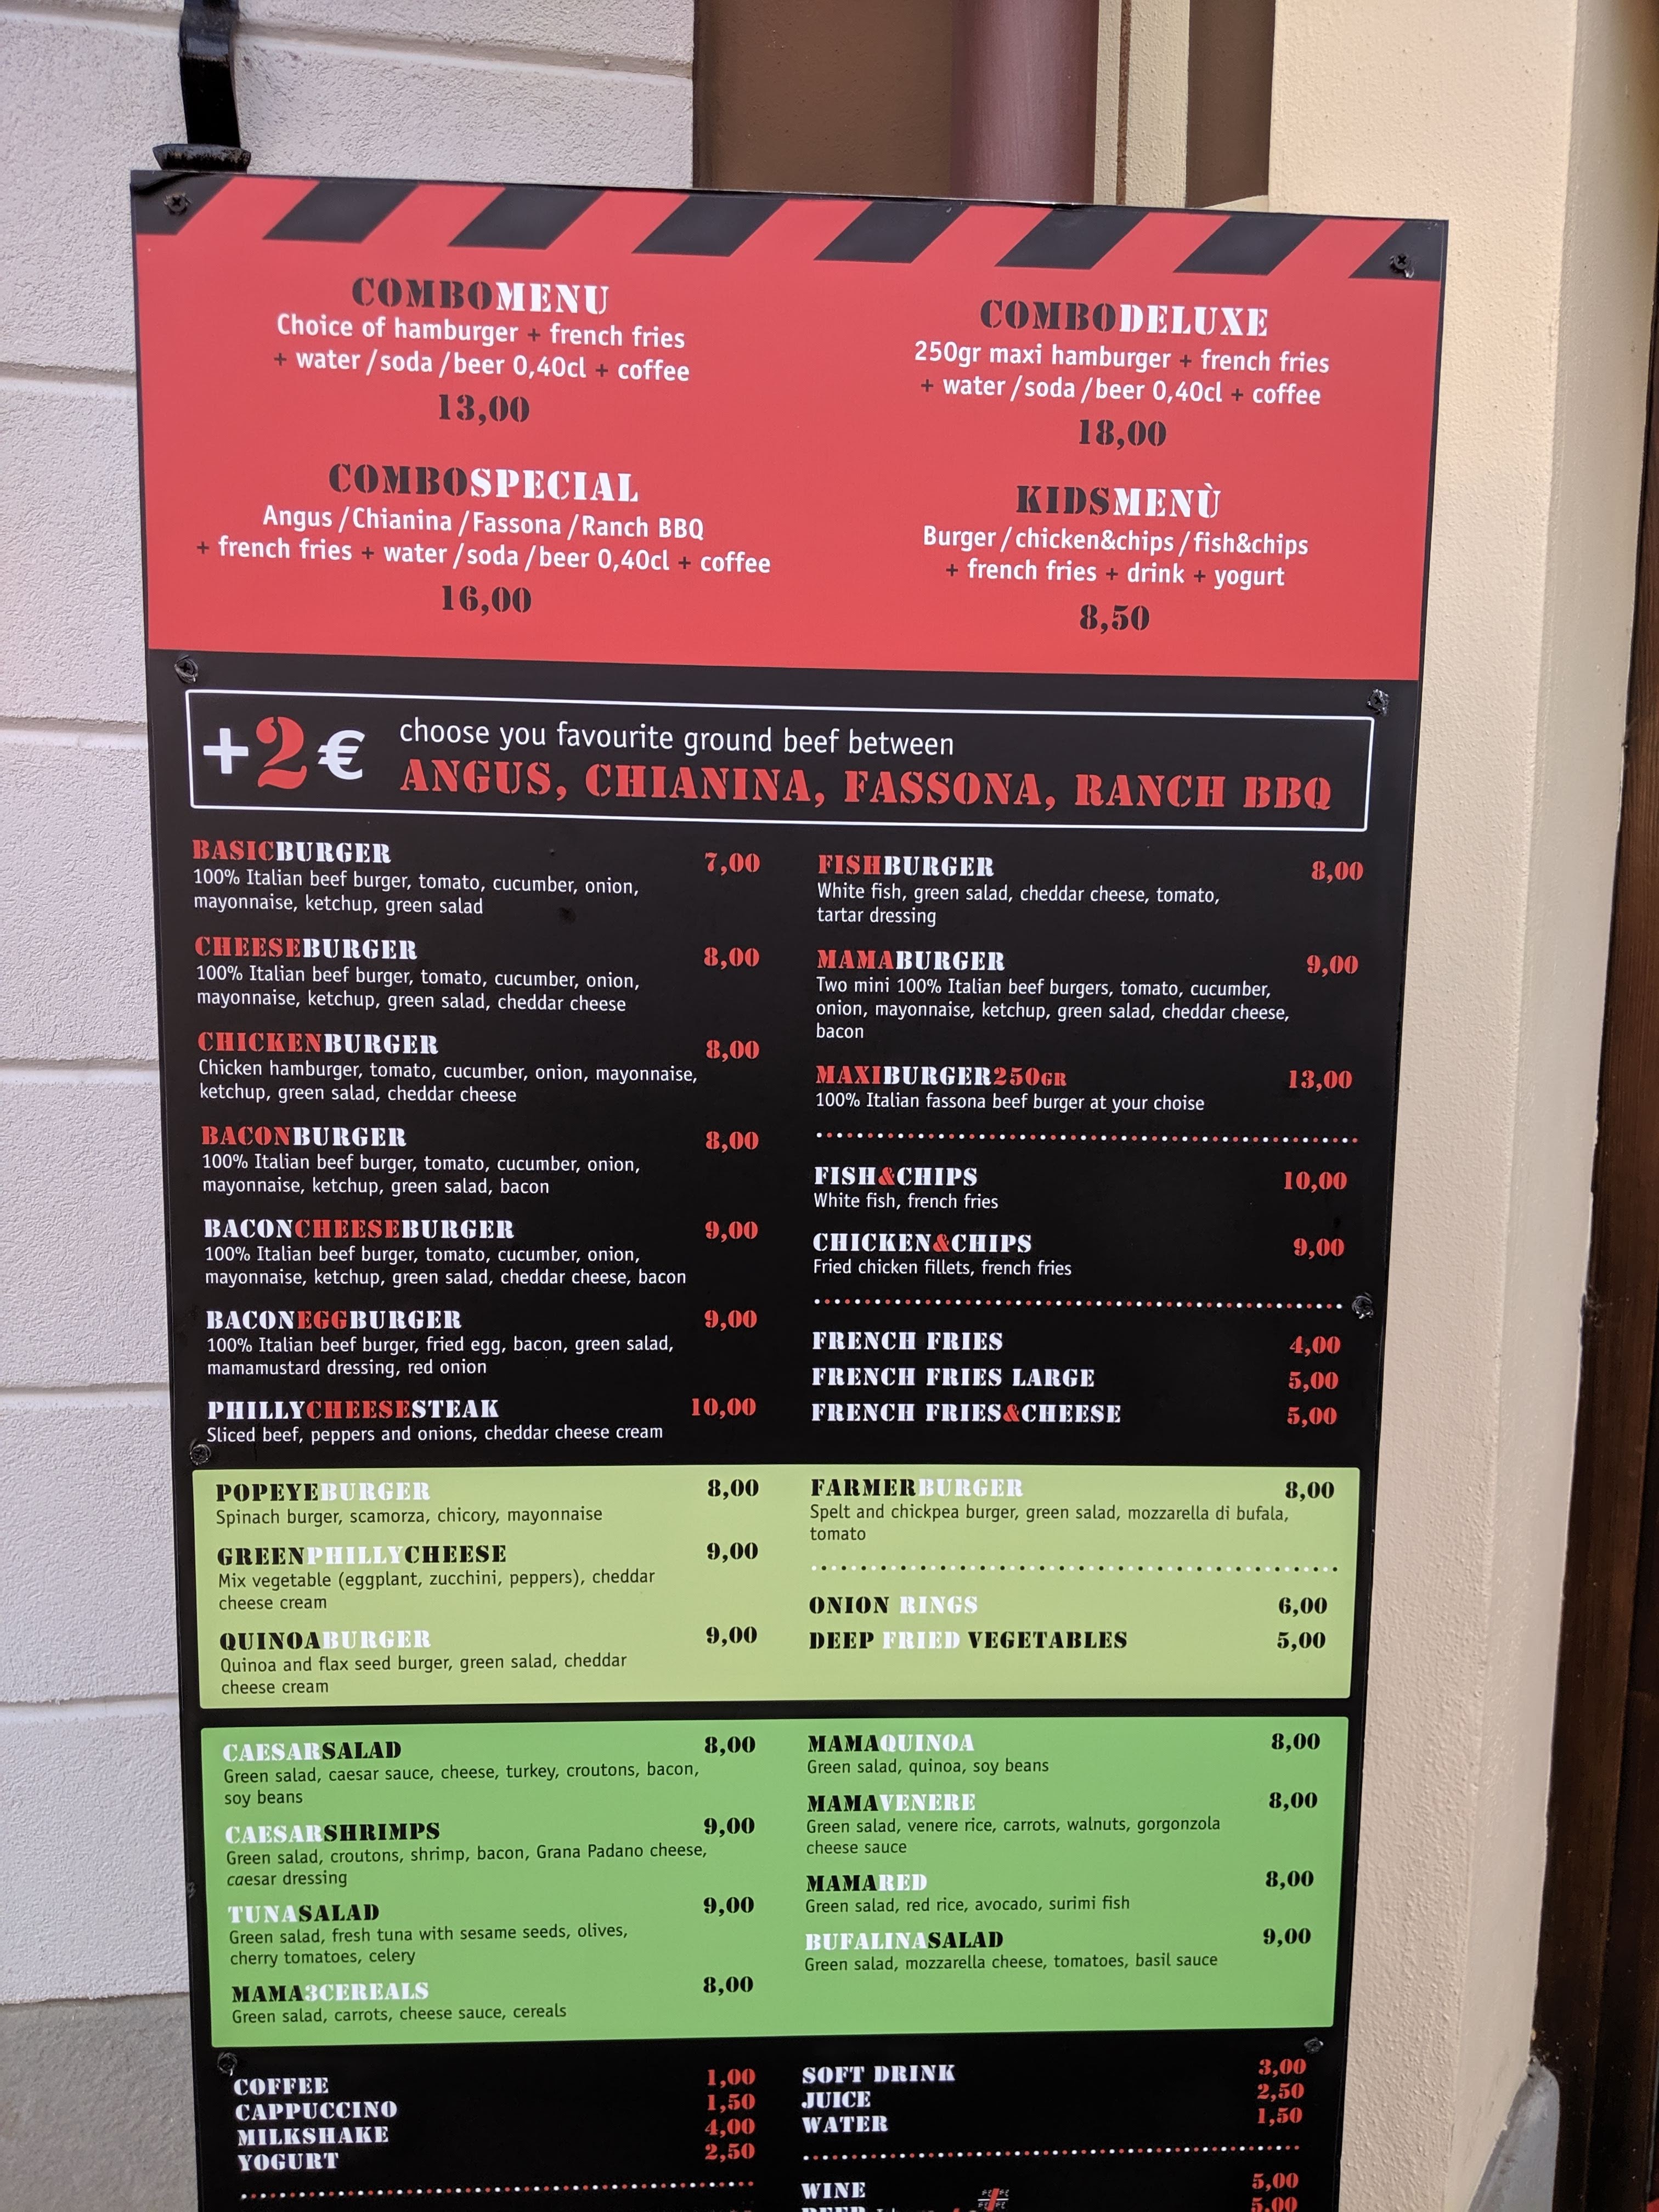 COMBOMENU
Choice of hamburger + french fries
+ water / soda / beer 0,40cl + coffee
13,00
COMBODELUXE
250gr maxi hamburger + french fries
+ water / soda / beer 0,40cl + coffee
18,00
COMBOSPECIAL
Angus / Chianina / Fassona / Ranch BBQ
+ french fries + water / soda / beer 0,40cl + coffee
16,00
KIDSMENÙ
Burger / chicken&chips / fish&chips
+ french fries + drink + yogurt
8,50
+2€
choose you favourite ground beef between
ANGUS, CHIANINA, FASSONA, RANCH BBQ
BASICBURGER 7,00
100% Italian beef burger, tomato, cucumber, onion,
mayonnaise, ketchup, green salad
CHEESEBURGER 8,00
100% Italian beef burger, tomato, cucumber, onion,
mayonnaise, ketchup, green salad, cheddar cheese
CHICKENBURGER 8,00
Chicken hamburger, tomato, cucumber, onion, mayonnaise,
ketchup, green salad, cheddar cheese
BACONBURGER 8,00
100% Italian beef burger, tomato, cucumber, onion,
mayonnaise, ketchup, green salad, bacon
BACONCHEESEBURGER 9,00
100% Italian beef burger, tomato, cucumber, onion,
mayonnaise, ketchup, green salad, cheddar cheese, bacon
BACONEGGBURGER 9,00
100% Italian beef burger, fried egg, bacon, green salad,
mamamustard dressing, red onion
PHILLYCHEESESTEAK 10,00
Sliced beef, peppers and onions, cheddar cheese cream
FISHBURGER 8,00
White fish, green salad, cheddar cheese, tomato,
tartar dressing
MAMABURGER 9,00
Two mini 100% Italian beef burgers, tomato, cucumber,
onion, mayonnaise, ketchup, green salad, cheddar cheese,
bacon
MAXIBURGER250GR 13,00
100% Italian fassona beef burger at your choise
FISH&CHIPS 10,00
White fish, french fries
CHICKEN&CHIPS 9,00
Fried chicken fillets, french fries
FRENCH FRIES 4,00
FRENCH FRIES LARGE 5,00
FRENCH FRIES&CHEESE 5,00
POPEYEBURGER 8,00
Spinach burger, scamorza, chicory, mayonnaise
GREENPHILLYCHEESE 9,00
Mix vegetable (eggplant, zucchini, peppers), cheddar
cheese cream
QUINOABURGER 9,00
Quinoa and flax seed burger, green salad, cheddar
cheese cream
FARMERBURGER 8,00
Spelt and chickpea burger, green salad, mozzarella di bufala,
tomato
ONION RINGS 6,00
DEEP FRIED VEGETABLES 5,00
CAESARSALAD 8,00
Green salad, caesar sauce, cheese, turkey, croutons, bacon,
soy beans
CAESARSHRIMPS 9,00
Green salad, croutons, shrimp, bacon, Grana Padano cheese,
caesar dressing
TUNASALAD 9,00
Green salad, fresh tuna with sesame seeds, olives,
cherry tomatoes, celery
MAMA3CEREALS 8,00
Green salad, carrots, cheese sauce, cereals
MAMAQUINOA 8,00
Green salad, quinoa, soy beans
MAMAVENERE 8,00
Green salad, venere rice, carrots, walnuts, gorgonzola
cheese sauce
MAMARED 8,00
Green salad, red rice, avocado, surimi fish
BUFALINASALAD 9,00
Green salad, mozzarella cheese, tomatoes, basil sauce
COFFEE 1,00
CAPPUCCINO 1,50
MILKSHAKE 4,00
YOGURT 2,50
SOFT DRINK 3,00
JUICE 2,50
WATER 1,50
WINE 5,00
BEER 5,00